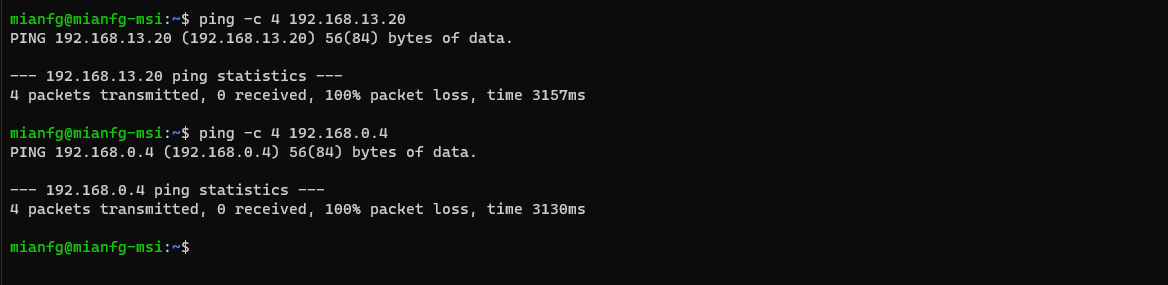 mianfg@mianfg-msi:~$ ping -c 4 192.168.13.20
PING 192.168.13.20 (192.168.13.20) 56(84) bytes of data.
--- 192.168.13.20 ping statistics ---
4 packets transmitted, 0 received, 100% packet loss, time 3157ms
mianfg@mianfg-msi:~$ ping -c 4 192.168.0.4
PING 192.168.0.4 (192.168.0.4) 56(84) bytes of data.
--- 192.168.0.4 ping statistics ---
4 packets transmitted, 0 received, 100% packet loss, time 3130ms
mianfg@mianfg-msi:~$